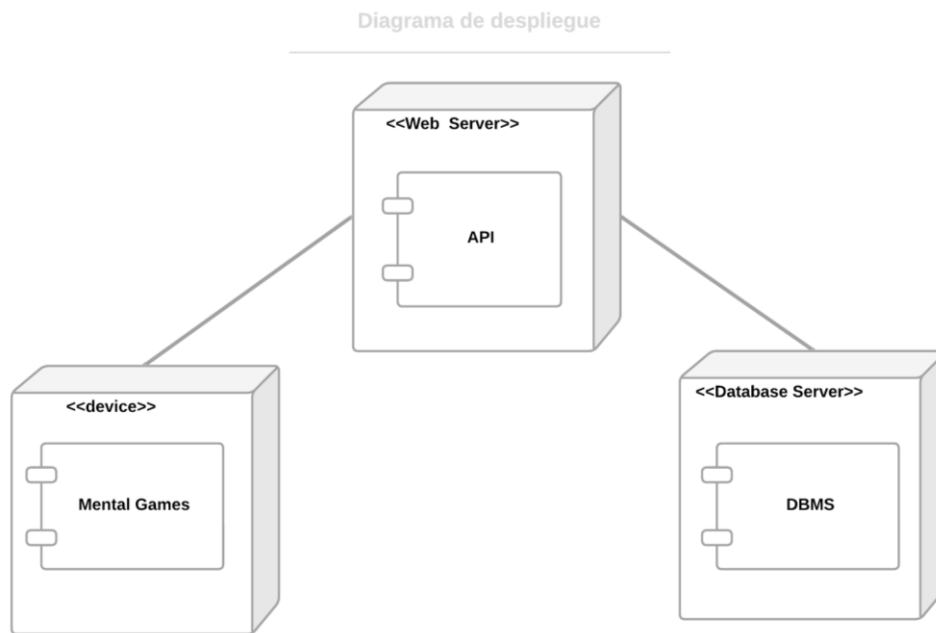 Diagrama de despliegue
<<Web Server>>
API
<<device>>
Mental Games
<<Database Server>>
DBMS